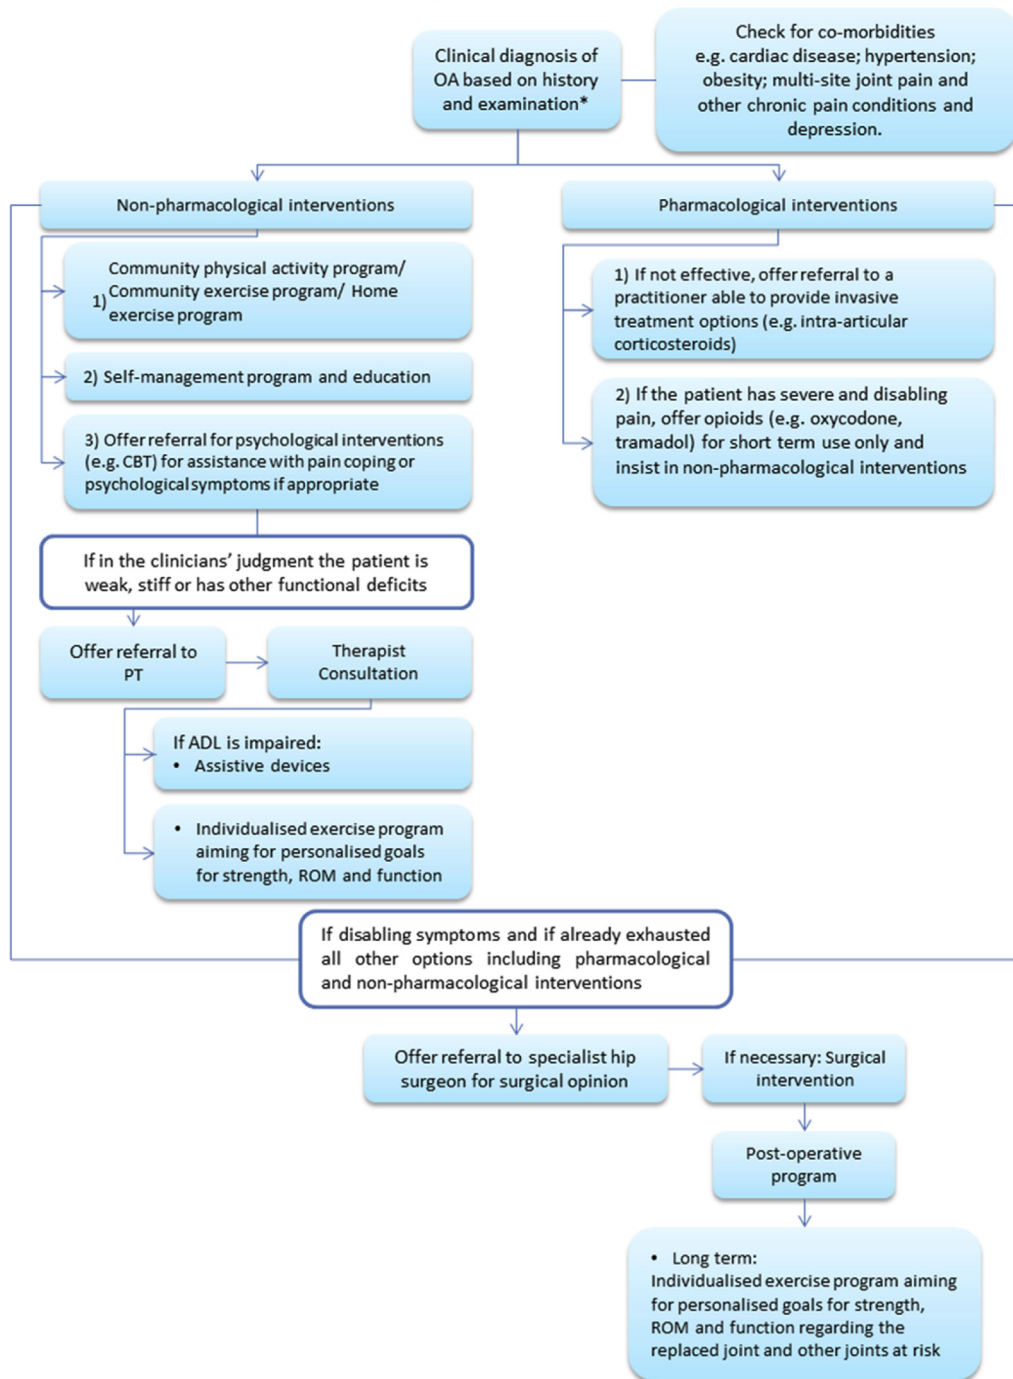 Clinical diagnosis of
OA based on history
and examination*
Check for co-morbidities
e.g. cardiac disease; hypertension;
obesity; multi-site joint pain and
other chronic pain conditions and
depression.
Non-pharmacological interventions
Community physical activity program/
1) Community exercise program/ Home
exercise program
2) Self-management program and education
3) Offer referral for psychological interventions
(e.g. CBT) for assistance with pain coping or
psychological symptoms if appropriate
Pharmacological interventions
1) If not effective, offer referral to a
practitioner able to provide invasive
treatment options (e.g. intra-articular
corticosteroids)
2) If the patient has severe and disabling
pain, offer opioids (e.g. oxycodone,
tramadol) for short term use only and
insist in non-pharmacological interventions
If in the clinicians' judgment the patient is
weak, stiff or has other functional deficits
Offer referral to
PT
Therapist
Consultation
If ADL is impaired:
• Assistive devices
• Individualised exercise program
aiming for personalised goals
for strength, ROM and function
If disabling symptoms and if already exhausted
all other options including pharmacological
and non-pharmacological interventions
Offer referral to specialist hip
surgeon for surgical opinion
If necessary: Surgical
intervention
Post-operative
program
• Long term:
Individualised exercise program aiming
for personalised goals for strength,
ROM and function regarding the
replaced joint and other joints at risk